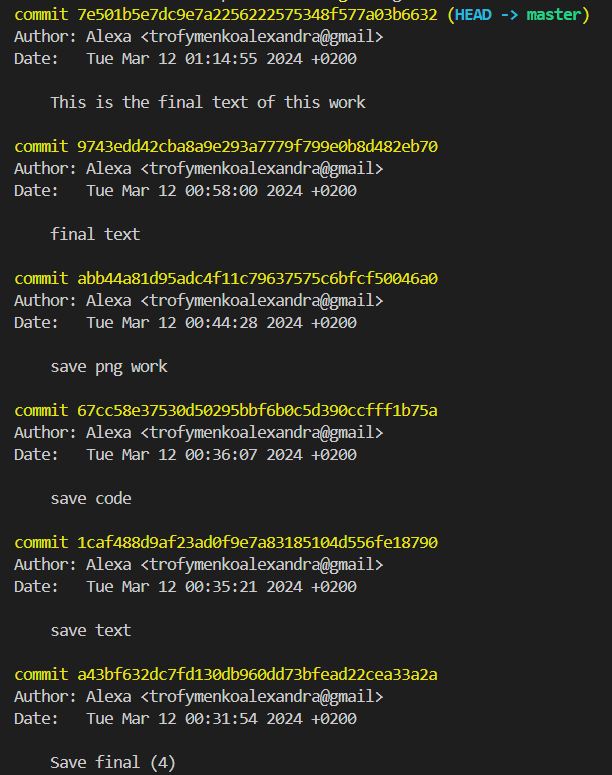 commit 7e501b5e7dc9e7a2256222575348f577a03b6632 (HEAD -> master)
Author: Alexa <trofymenkoalexandra@gmail>
Date:   Tue Mar 12 01:14:55 2024 +0200

    This is the final text of this work

commit 9743edd42cba8a9e293a7779f799e0b8d482eb70
Author: Alexa <trofymenkoalexandra@gmail>
Date:   Tue Mar 12 00:58:00 2024 +0200

    final text

commit abb44a81d95adc4f11c79637575c6bfcf50046a0
Author: Alexa <trofymenkoalexandra@gmail>
Date:   Tue Mar 12 00:44:28 2024 +0200

    save png work

commit 67cc58e37530d50295bbf6b0c5d390ccfff1b75a
Author: Alexa <trofymenkoalexandra@gmail>
Date:   Tue Mar 12 00:36:07 2024 +0200

    save code

commit 1caf488d9af23ad0f9e7a83185104d556fe18790
Author: Alexa <trofymenkoalexandra@gmail>
Date:   Tue Mar 12 00:35:21 2024 +0200

    save text

commit a43bf632dc7fd130db960dd73bfead22cea33a2a
Author: Alexa <trofymenkoalexandra@gmail>
Date:   Tue Mar 12 00:31:54 2024 +0200

    Save final (4)